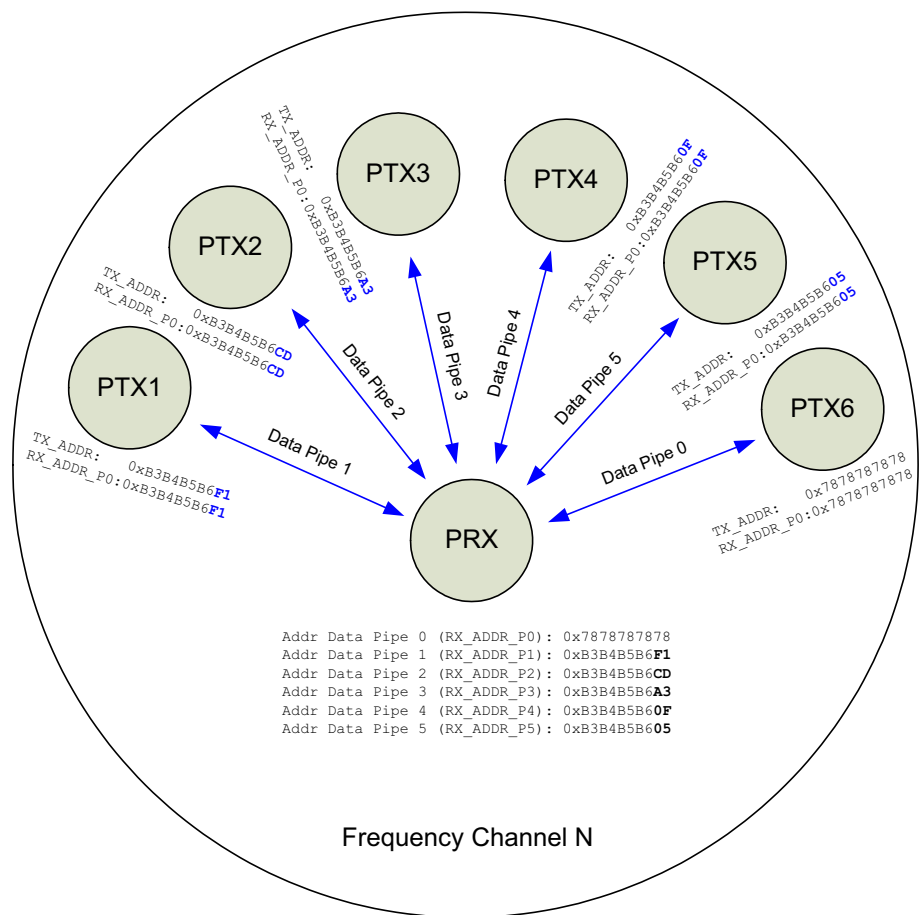 PTX3
PTX4
TX_ADDR:    0xB3B4B5B6A3
RX_ADDR_P0:0xB3B4B5B6A3
TX_ADDR:    0xB3B4B5B60F
RX_ADDR_P0:0xB3B4B5B60F
PTX2
PTX5
TX_ADDR:    0xB3B4B5B6CD
RX_ADDR_P0:0xB3B4B5B6CD
TX_ADDR:    0xB3B4B5B605
RX_ADDR_P0:0xB3B4B5B605
PTX1
PTX6
TX_ADDR:    0xB3B4B5B6F1
RX_ADDR_P0:0xB3B4B5B6F1
TX_ADDR:    0x7878787878
RX_ADDR_P0:0x7878787878
Data Pipe 1
Data Pipe 2
Data Pipe 3
Data Pipe 4
Data Pipe 5
Data Pipe 0
PRX
Addr Data Pipe 0 (RX_ADDR_P0): 0x7878787878
Addr Data Pipe 1 (RX_ADDR_P1): 0xB3B4B5B6F1
Addr Data Pipe 2 (RX_ADDR_P2): 0xB3B4B5B6CD
Addr Data Pipe 3 (RX_ADDR_P3): 0xB3B4B5B6A3
Addr Data Pipe 4 (RX_ADDR_P4): 0xB3B4B5B60F
Addr Data Pipe 5 (RX_ADDR_P5): 0xB3B4B5B605
Frequency Channel N